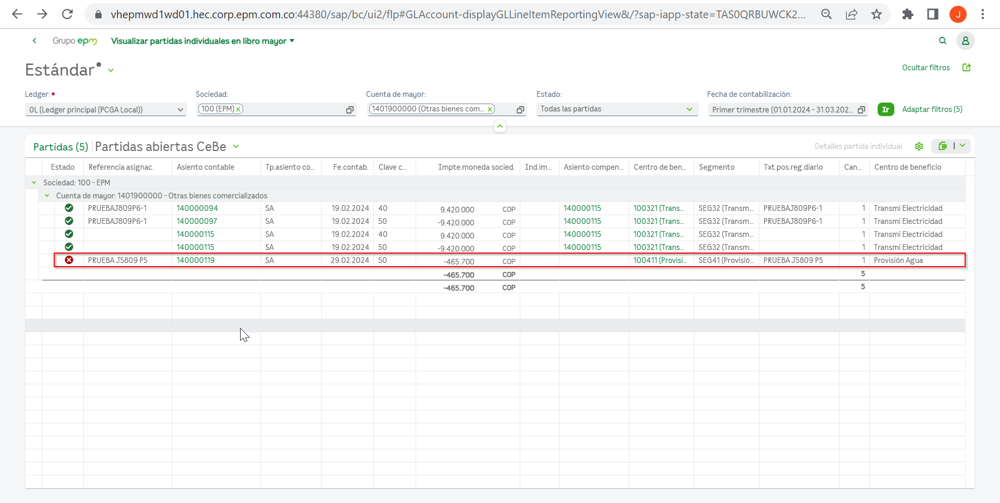 vhepmwd1wd01.hec.corp.epm.com.co:44380/sap/bc/ui2/flp#GLAccount-displayGLLineItemReportingView&/?sap-iapp-state=TAS0QRBUWCK2...
J
Grupo·epm Visualizar partidas individuales en libro mayor
Estándar
Ocultar filtros
Ledger: Sociedad: Cuenta de mayor: Estado: Fecha de contabilización:
0L (Ledger principal (PCGA Local)) 100 (EPM) 1401900000 (Otras bienes com... Todas las partidas Primer trimestre (01.01.2024 - 31.03.202... Ir Adaptar filtros (5)
Partidas (5) Partidas abiertas CeBe Detalles partida individual
Estado Referencia asignac. Asiento contable Tp.asiento co... Fe.contab. Clave c... Impte.moneda socied. Ind.im... Asiento compen... Centro de ben... Segmento Txt.pos.reg.diario Can... Centro de beneficio
Sociedad: 100 - EPM
Cuenta de mayor: 1401900000 - Otras bienes comercializados
PRUEBAJ809P6-1 140000094 SA 19.02.2024 40 9.420.000 COP 140000115 100321 (Trans... SEG32 (Transm... PRUEBAJ809P6-1 1 Transmi Electricidad
PRUEBAJ809P6-1 140000097 SA 19.02.2024 50 -9.420.000 COP 140000115 100321 (Trans... SEG32 (Transm... PRUEBAJ809P6-1 1 Transmi Electricidad
140000115 SA 19.02.2024 40 9.420.000 COP 140000115 100321 (Trans... SEG32 (Transm... 1 Transmi Electricidad
140000115 SA 19.02.2024 50 -9.420.000 COP 140000115 100321 (Trans... SEG32 (Transm... 1 Transmi Electricidad
PRUEBA J5809 P5 140000119 SA 29.02.2024 50 -465.700 COP 100411 (Provisi... SEG41 (Provisió... PRUEBA J5809 P5 1 Provisión Agua
-465.700 COP 5
-465.700 COP 5